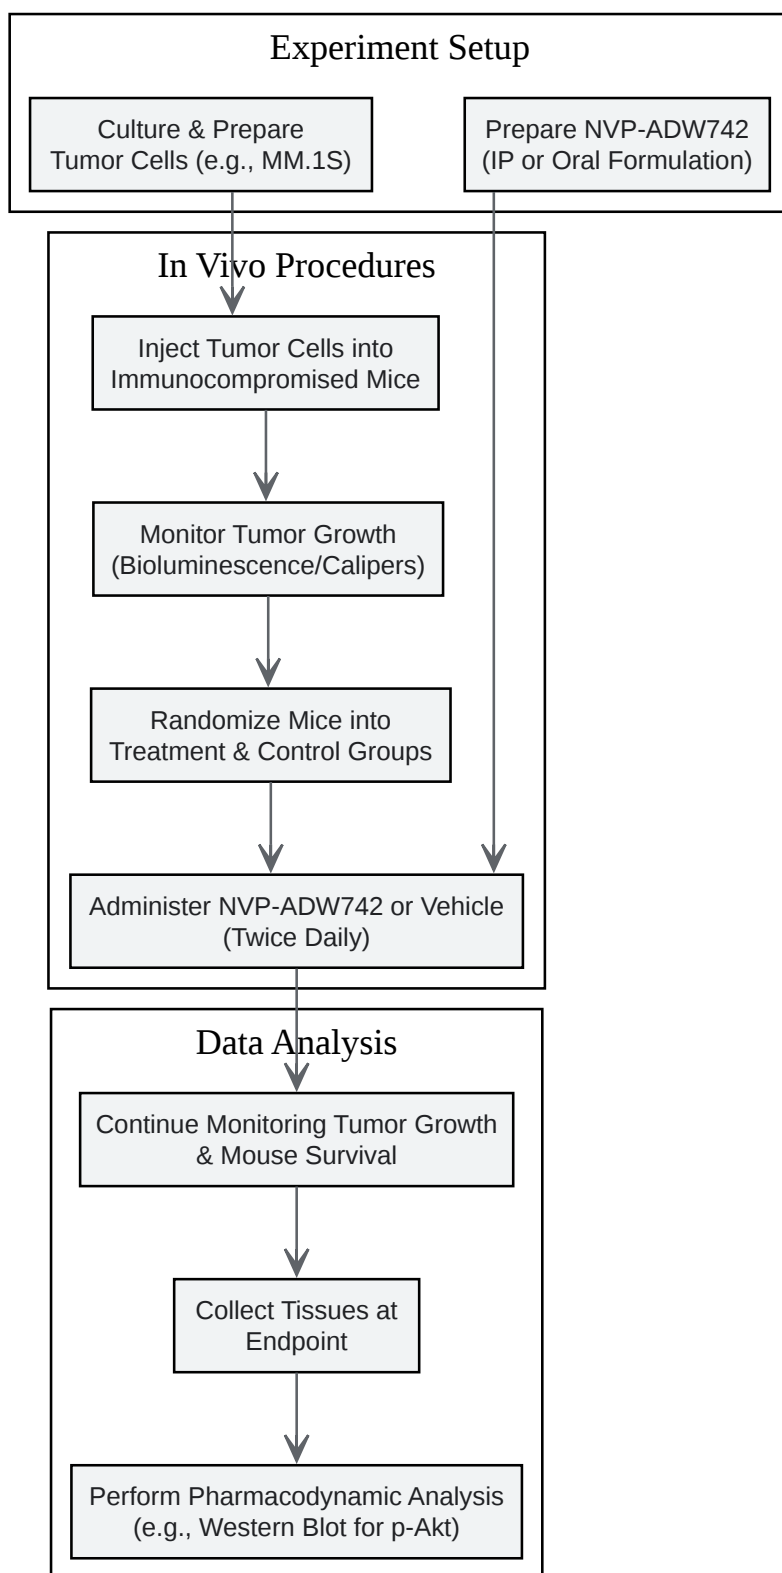 Experiment Setup
Culture & Prepare
Tumor Cells (e.g., MM.1S)
Prepare NVP-ADW742
(IP or Oral Formulation)
In Vivo Procedures
Inject Tumor Cells into
Immunocompromised Mice
Monitor Tumor Growth
(Bioluminescence/Calipers)
Randomize Mice into
Treatment & Control Groups
Administer NVP-ADW742 or Vehicle
(Twice Daily)
Data Analysis
Continue Monitoring Tumor Growth
& Mouse Survival
Collect Tissues at
Endpoint
Perform Pharmacodynamic Analysis
(e.g., Western Blot for p-Akt)